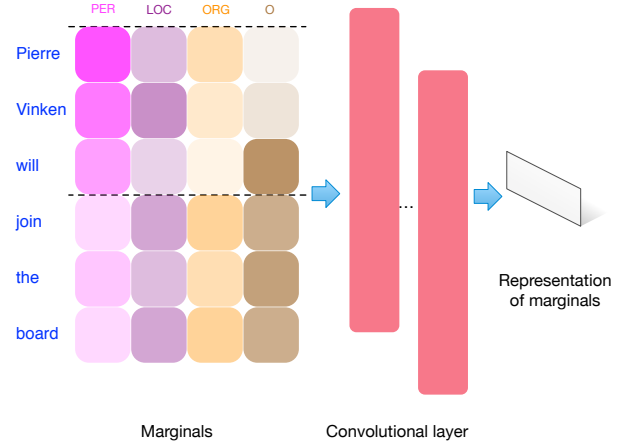 PER LOC ORG O
Pierre
Vinken
will
join
the
board
...
Representation
of marginals
Marginals
Convolutional layer